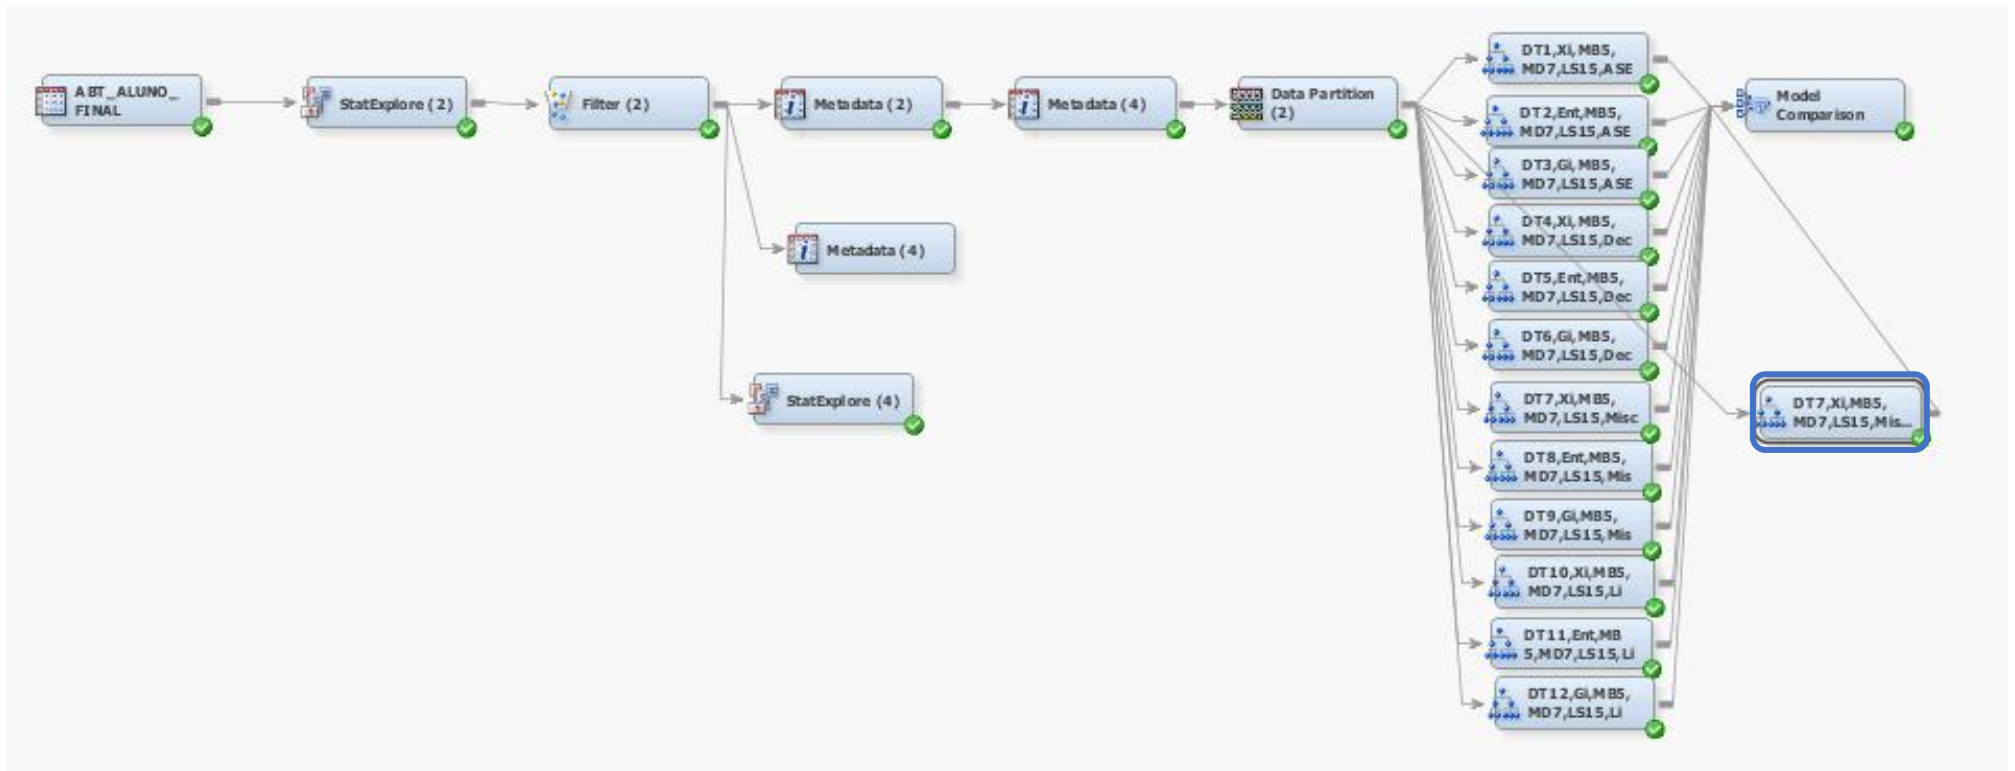 ABT_ALUNO_
FINAL
StatExplore (2)
Filter (2)
Metadata (2)
Metadata (4)
Data Partition
(2)
Metadata (4)
StatExplore (4)
DT1,Xi,MB5,
MD7,LS15,ASE
DT2,Ent,MB5,
MD7,LS15,ASE
DT3,Gi,MB5,
MD7,LS15,ASE
DT4,Xi,MB5,
MD7,LS15,Dec
DT5,Ent,MB5,
MD7,LS15,Dec
DT6,Gi,MB5,
MD7,LS15,Dec
DT7,Xi,MB5,
MD7,LS15,Misc
DT8,Ent,MB5,
MD7,LS15,Mis
DT9,Gi,MB5,
MD7,LS15,Mis
DT10,Xi,MB5,
MD7,LS15,Li
DT11,Ent,MB
5,MD7,LS15,Li
DT12,Gi,MB5,
MD7,LS15,Li
Model
Comparison
DT7,Xi,MB5,
MD7,LS15,Mis...